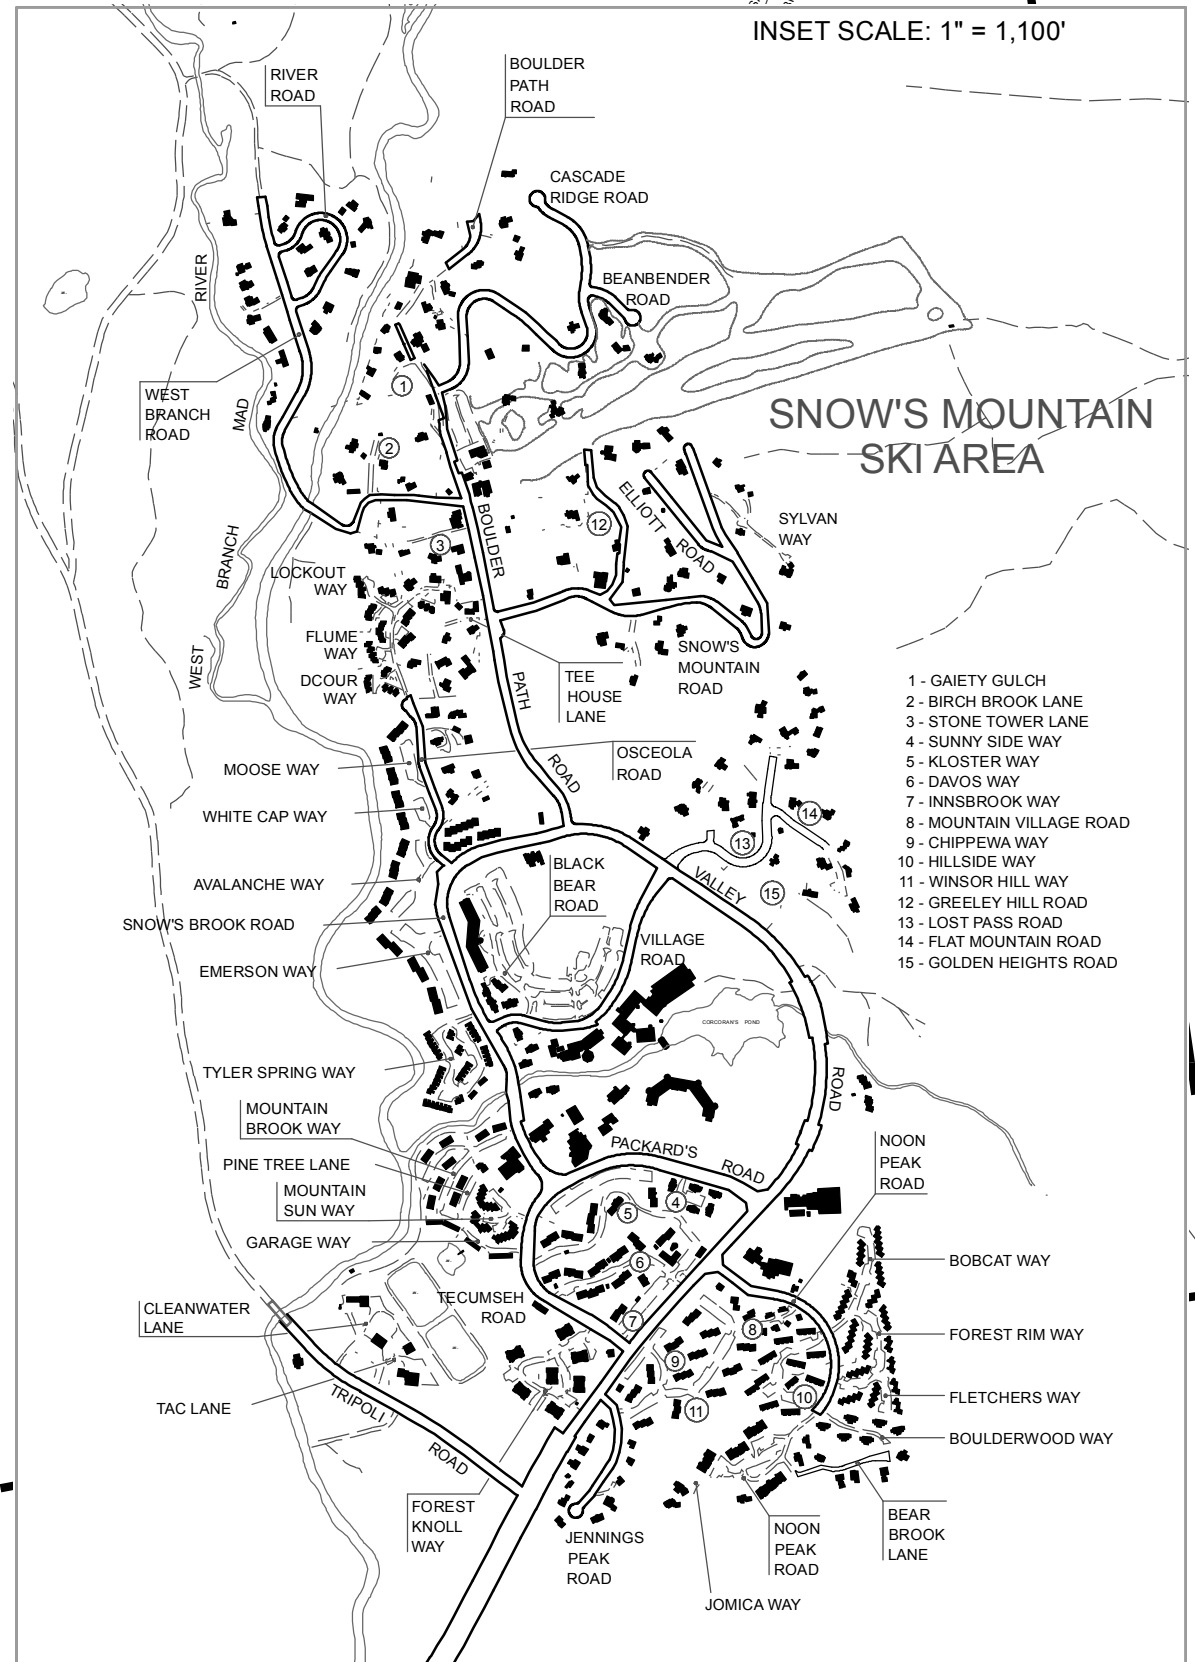 INSET SCALE: 1" = 1,100'
RIVER
ROAD
BOULDER
PATH
ROAD
CASCADE
RIDGE ROAD
BEANBENDER
ROAD
RIVER
WEST
BRANCH
ROAD
MAD
1
2
SNOW'S MOUNTAIN
SKI AREA
BOULDER
12
ELLIOTT
ROAD
SYLVAN
WAY
3
BRANCH
LOCKOUT
WAY
FLUME
WAY
WEST
DCOUR
WAY
SNOW'S
MOUNTAIN
ROAD
TEE
HOUSE
LANE
PATH
1 - GAIETY GULCH
2 - BIRCH BROOK LANE
3 - STONE TOWER LANE
4 - SUNNY SIDE WAY
5 - KLOSTER WAY
6 - DAVOS WAY
7 - INNSBROOK WAY
8 - MOUNTAIN VILLAGE ROAD
9 - CHIPPEWA WAY
10 - HILLSIDE WAY
11 - WINSOR HILL WAY
12 - GREELEY HILL ROAD
13 - LOST PASS ROAD
14 - FLAT MOUNTAIN ROAD
15 - GOLDEN HEIGHTS ROAD
OSCEOLA
ROAD
ROAD
MOOSE WAY
WHITE CAP WAY
14
13
15
BLACK
BEAR
ROAD
VALLEY
AVALANCHE WAY
SNOW'S BROOK ROAD
VILLAGE
ROAD
EMERSON WAY
CORCORAN'S POND
TYLER SPRING WAY
ROAD
MOUNTAIN
BROOK WAY
PACKARD'S
ROAD
NOON
PEAK
ROAD
PINE TREE LANE
MOUNTAIN
SUN WAY
4
5
GARAGE WAY
6
BOBCAT WAY
CLEANWATER
LANE
TECUMSEH
ROAD
7
8
FOREST RIM WAY
9
TAC LANE
TRIPOLI
ROAD
10
11
FLETCHERS WAY
BOULDERWOOD WAY
FOREST
KNOLL
WAY
JENNINGS
PEAK
ROAD
NOON
PEAK
ROAD
BEAR
BROOK
LANE
JOMICA WAY